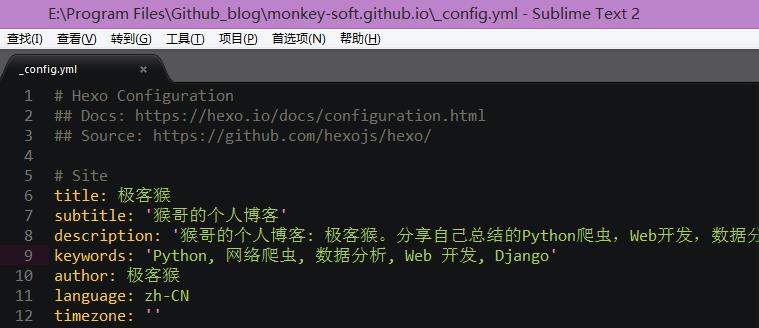 E:\Program Files\Github_blog\monkey-soft.github.io\_config.yml - Sublime Text 2
查找(I) 查看(V) 转到(G) 工具(T) 项目(P) 首选项(N) 帮助(H)
_config.yml ×
1 # Hexo Configuration
2 ## Docs: https://hexo.io/docs/configuration.html
3 ## Source: https://github.com/hexojs/hexo/
4
5 # Site
6 title: 极客猴
7 subtitle: '猴哥的个人博客'
8 description: '猴哥的个人博客: 极客猴。分享自己总结的Python爬虫，Web开发，数据分
9 keywords: 'Python, 网络爬虫, 数据分析, Web 开发, Django'
10 author: 极客猴
11 language: zh-CN
12 timezone: ''